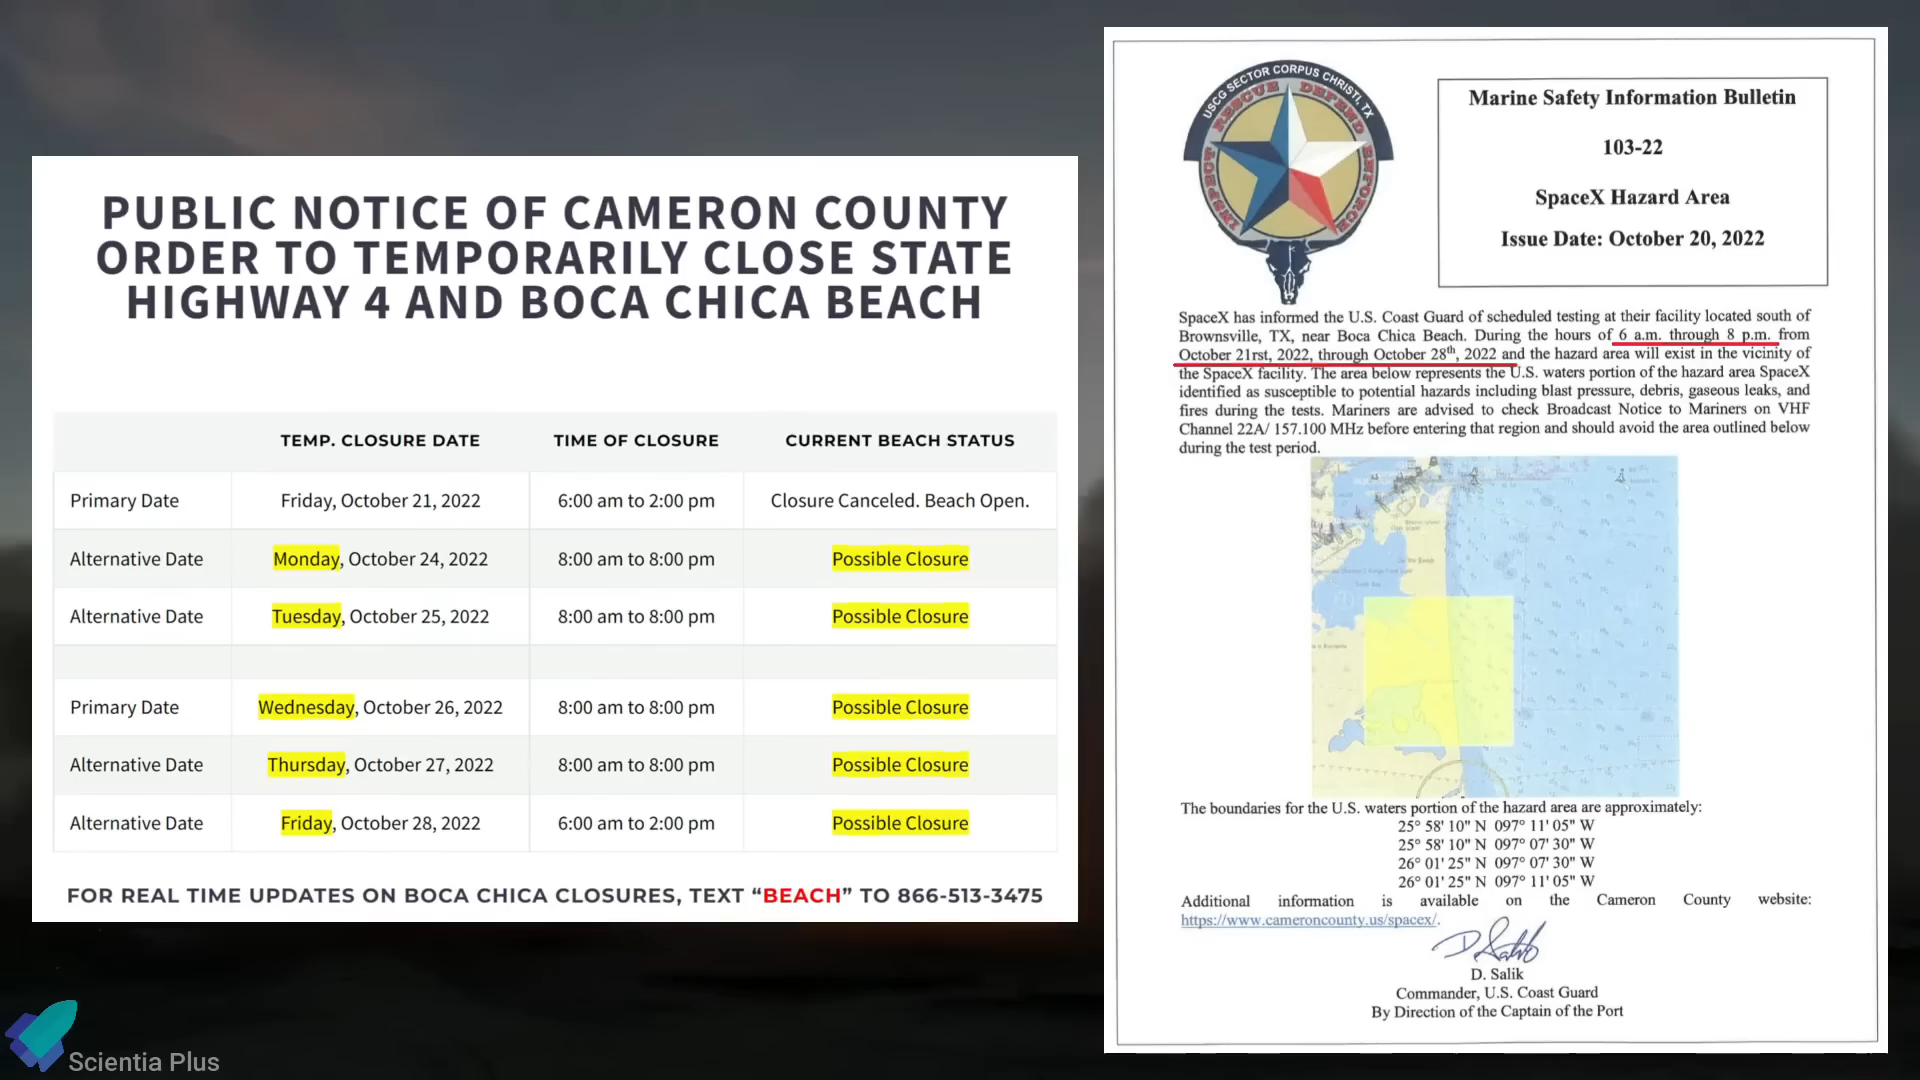 PUBLIC NOTICE OF CAMERON COUNTY
ORDER TO TEMPORARILY CLOSE STATE
HIGHWAY 4 AND BOCA CHICA BEACH
TEMP. CLOSURE DATE TIME OF CLOSURE CURRENT BEACH STATUS
Primary Date Friday, October 21, 2022 6:00 am to 2:00 pm Closure Canceled. Beach Open.
Alternative Date Monday, October 24, 2022 8:00 am to 8:00 pm Possible Closure
Alternative Date Tuesday, October 25, 2022 8:00 am to 8:00 pm Possible Closure
Primary Date Wednesday, October 26, 2022 8:00 am to 8:00 pm Possible Closure
Alternative Date Thursday, October 27, 2022 8:00 am to 8:00 pm Possible Closure
Alternative Date Friday, October 28, 2022 6:00 am to 2:00 pm Possible Closure
FOR REAL TIME UPDATES ON BOCA CHICA CLOSURES, TEXT “BEACH” TO 866-513-3475
Scientia Plus
USCG SECTOR CORPUS CHRISTI, TX
INSPECT RESCUE DEFEND ENFORCE
Marine Safety Information Bulletin
103-22
SpaceX Hazard Area
Issue Date: October 20, 2022
SpaceX has informed the U.S. Coast Guard of scheduled testing at their facility located south of
Brownsville, TX, near Boca Chica Beach. During the hours of 6 a.m. through 8 p.m. from
October 21rst, 2022, through October 28th, 2022 and the hazard area will exist in the vicinity of
the SpaceX facility. The area below represents the U.S. waters portion of the hazard area SpaceX
identified as susceptible to potential hazards including blast pressure, debris, gaseous leaks, and
fires during the tests. Mariners are advised to check Broadcast Notice to Mariners on VHF
Channel 22A/ 157.100 MHz before entering that region and should avoid the area outlined below
during the test period.
The boundaries for the U.S. waters portion of the hazard area are approximately:
25° 58' 10" N 097° 11' 05" W
25° 58' 10" N 097° 07' 30" W
26° 01' 25" N 097° 07' 30" W
26° 01' 25" N 097° 11' 05" W
Additional information is available on the Cameron County website:
https://www.cameroncounty.us/spacex/.
D. Salik
Commander, U.S. Coast Guard
By Direction of the Captain of the Port